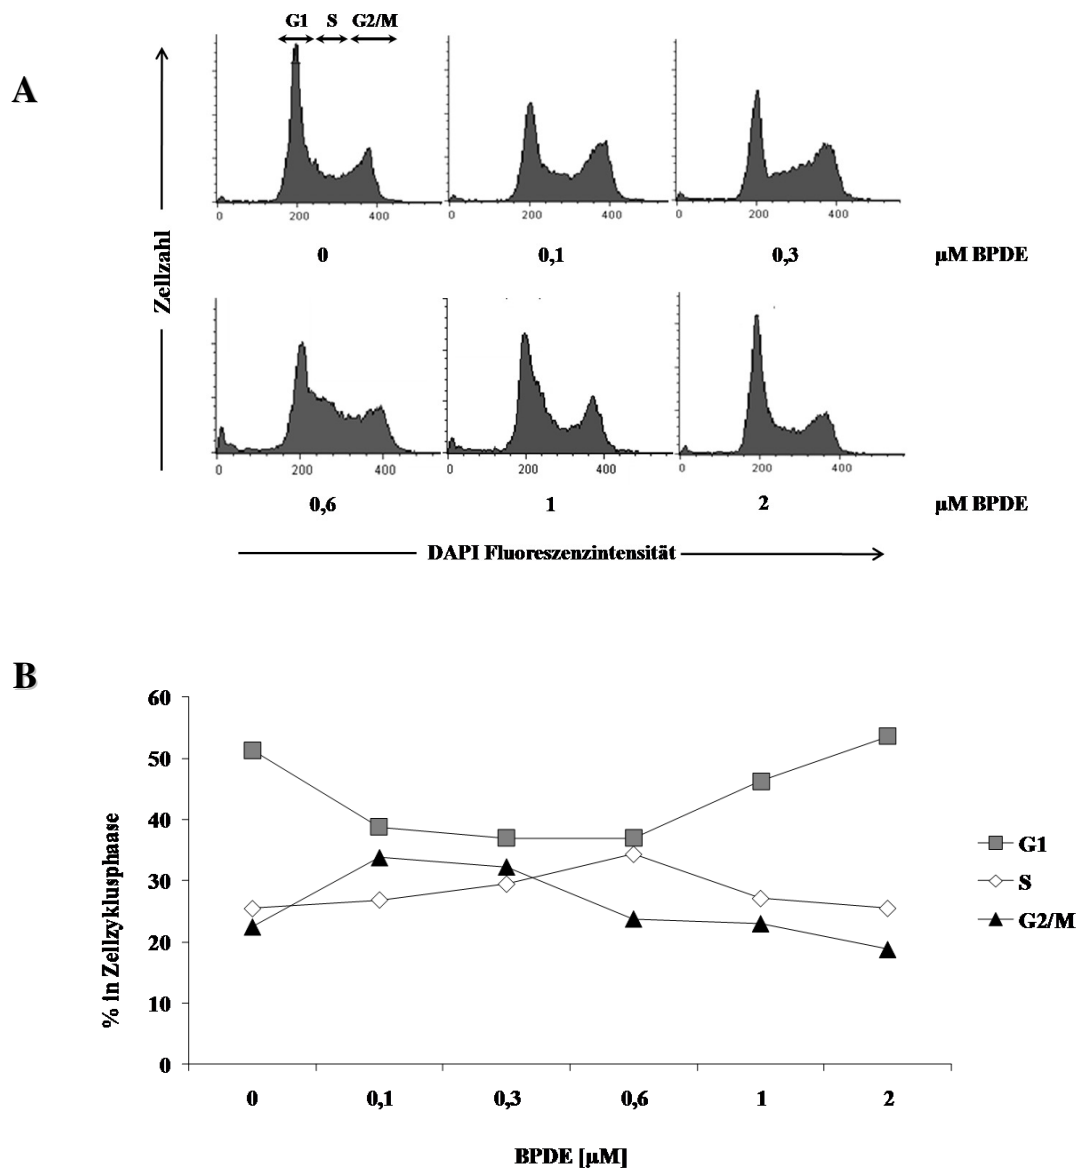 A
G1 S G2/M
Zellzahl
0 200 400
0 200 400
0 200 400
0 0,1 0,3 µM BPDE
0 200 400
0 200 400
0 200 400
0,6 1 2 µM BPDE
DAPI Fluoreszenzintensität
B
% in Zellzyklusphaase
60
50
40
30
20
10
0
G1
S
G2/M
0 0,1 0,3 0,6 1 2
BPDE [µM]